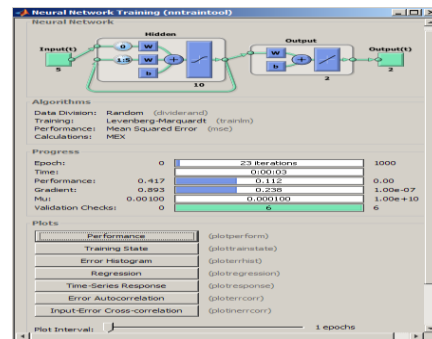 Neural Network Training (nntraintool)
Neural Network
Hidden
Output
Input(t)
Output(t)
0
W
1:5
W
b
W
b
5
10
2
2
Algorithms
Data Division: Random (dividerand)
Training: Levenberg-Marquardt (trainlm)
Performance: Mean Squared Error (mse)
Calculations: MEX
Progress
Epoch: 0 23 iterations 1000
Time: 0:00:03
Performance: 0.417 0.112 0.00
Gradient: 0.893 0.238 1.00e-07
Mu: 0.00100 0.000100 1.00e+10
Validation Checks: 0 6 6
Plots
Performance (plotperform)
Training State (plottrainstate)
Error Histogram (ploterrhist)
Regression (plotregression)
Time-Series Response (plotresponse)
Error Autocorrelation (ploterrcorr)
Input-Error Cross-correlation (plotinerrcorr)
Plot Interval: 1 epochs